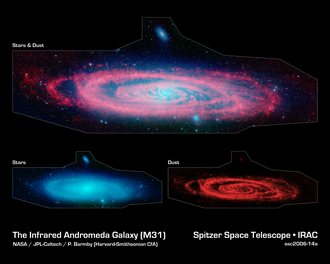 Stars & Dust
Stars
Dust
The Infrared Andromeda Galaxy (M31)
Spitzer Space Telescope • IRAC
NASA / JPL-Caltech / P. Barmby (Harvard-Smithsonian CfA)
ssc2006-14a